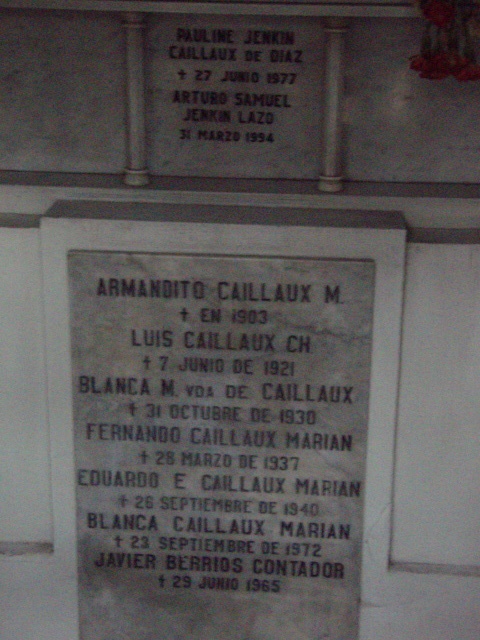 PAULINE JENKIN
CAILLAUX DE DIAZ
✝ 27 JUNIO 1977
ARTURO SAMUEL
JENKIN LAZO
31 MARZO 1994
ARMANDITO CAILLAUX M.
✝ EN 1903
LUIS CAILLAUX CH
✝ 7 JUNIO DE 1921
BLANCA M. VDA DE CAILLAUX
✝ 31 OCTUBRE DE 1930
FERNANDO CAILLAUX MARIAN
✝ 28 MARZO DE 1937
EDUARDO E CAILLAUX MARIAN
✝ 26 SEPTIEMBRE DE 1940
BLANCA CAILLAUX MARIAN
✝ 23 SEPTIEMBRE DE 1972
JAVIER BERRIOS CONTADOR
✝ 29 JUNIO 1965